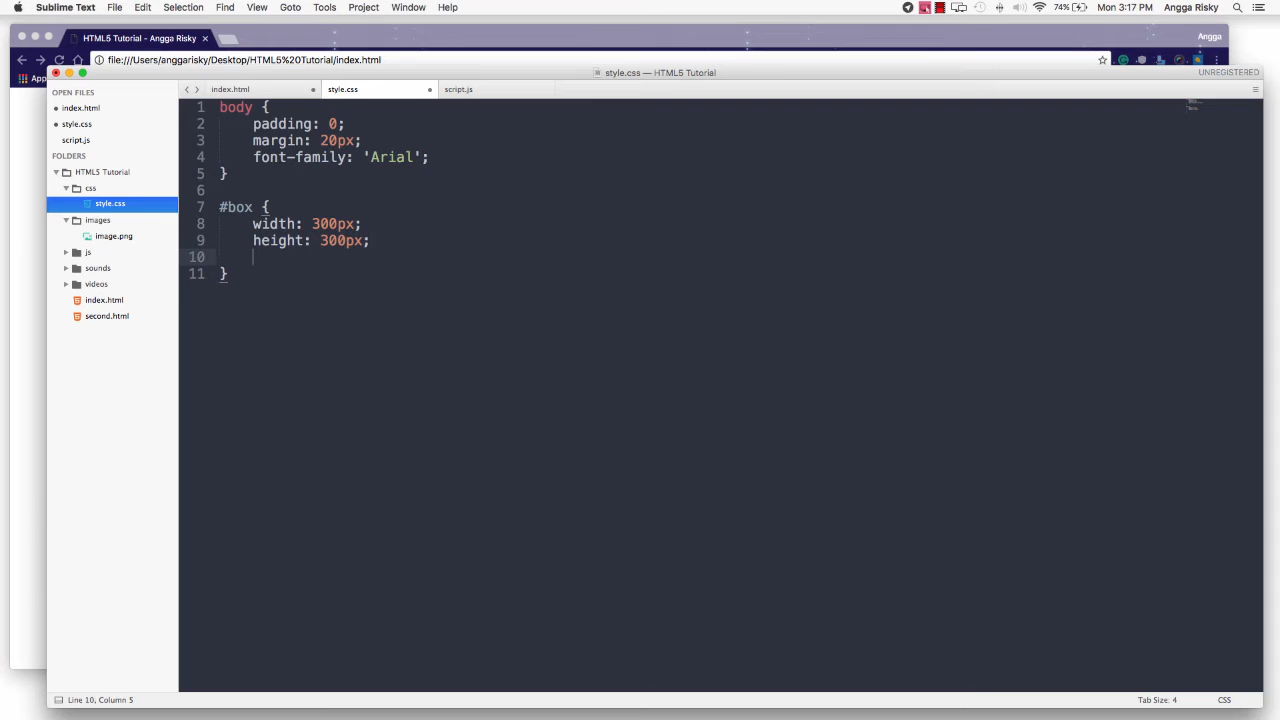 Sublime Text File Edit Selection Find View Goto Tools Project Window Help 74% Mon 3:17 PM Angga Risky
HTML5 Tutorial - Angga Risky Angga
file:///Users/anggarisky/Desktop/HTML5%20Tutorial/index.html
App
style.css — HTML5 Tutorial UNREGISTERED
index.html style.css script.js
OPEN FILES
index.html
style.css
script.js
FOLDERS
HTML5 Tutorial
css
style.css
images
image.png
js
sounds
videos
index.html
second.html
1 body {
2 padding: 0;
3 margin: 20px;
4 font-family: 'Arial';
5 }
6
7 #box {
8 width: 300px;
9 height: 300px;
10
11 }
Line 10, Column 5 Tab Size: 4 CSS